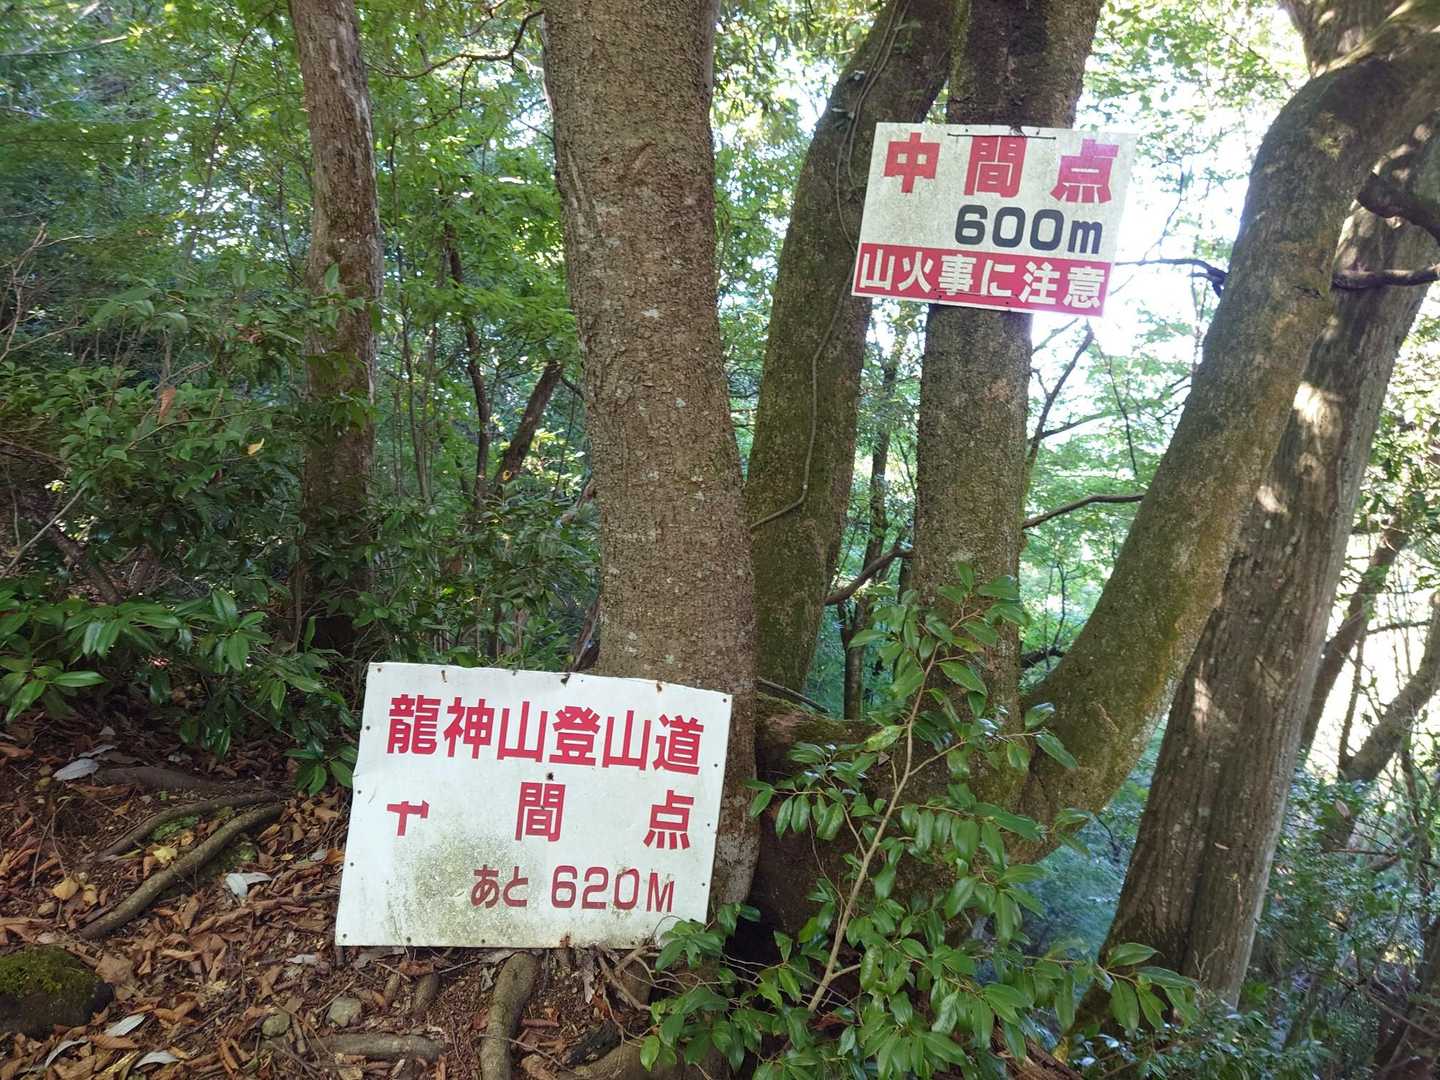 中間点
600m
山火事に注意
龍神山登山道
中間点
あと 620M